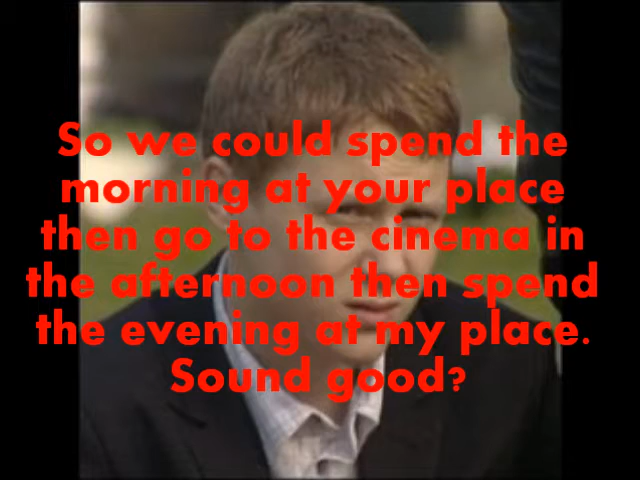 So we could spend the
morning at your place
then go to the cinema in
the afternoon then spend
the evening at my place.
Sound good?